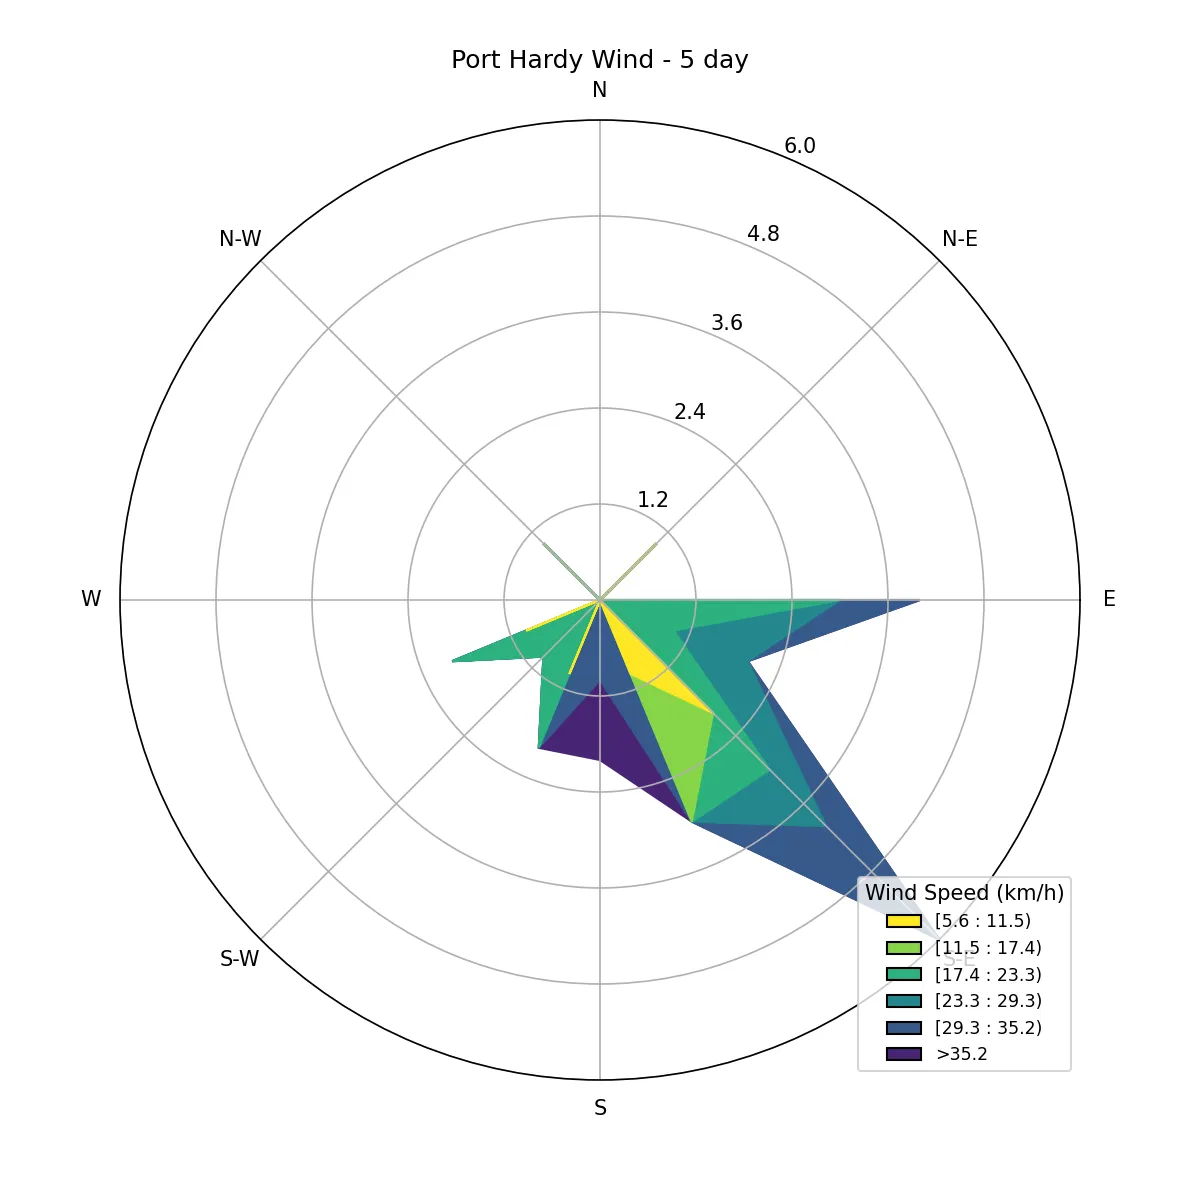 Port Hardy Wind - 5 day
N
6.0
N-W
N-E
4.8
3.6
2.4
1.2
W
E
S-W
S-E
Wind Speed (km/h)
[5.6 : 11.5)
[11.5 : 17.4)
[17.4 : 23.3)
[23.3 : 29.3)
[29.3 : 35.2)
>35.2
S